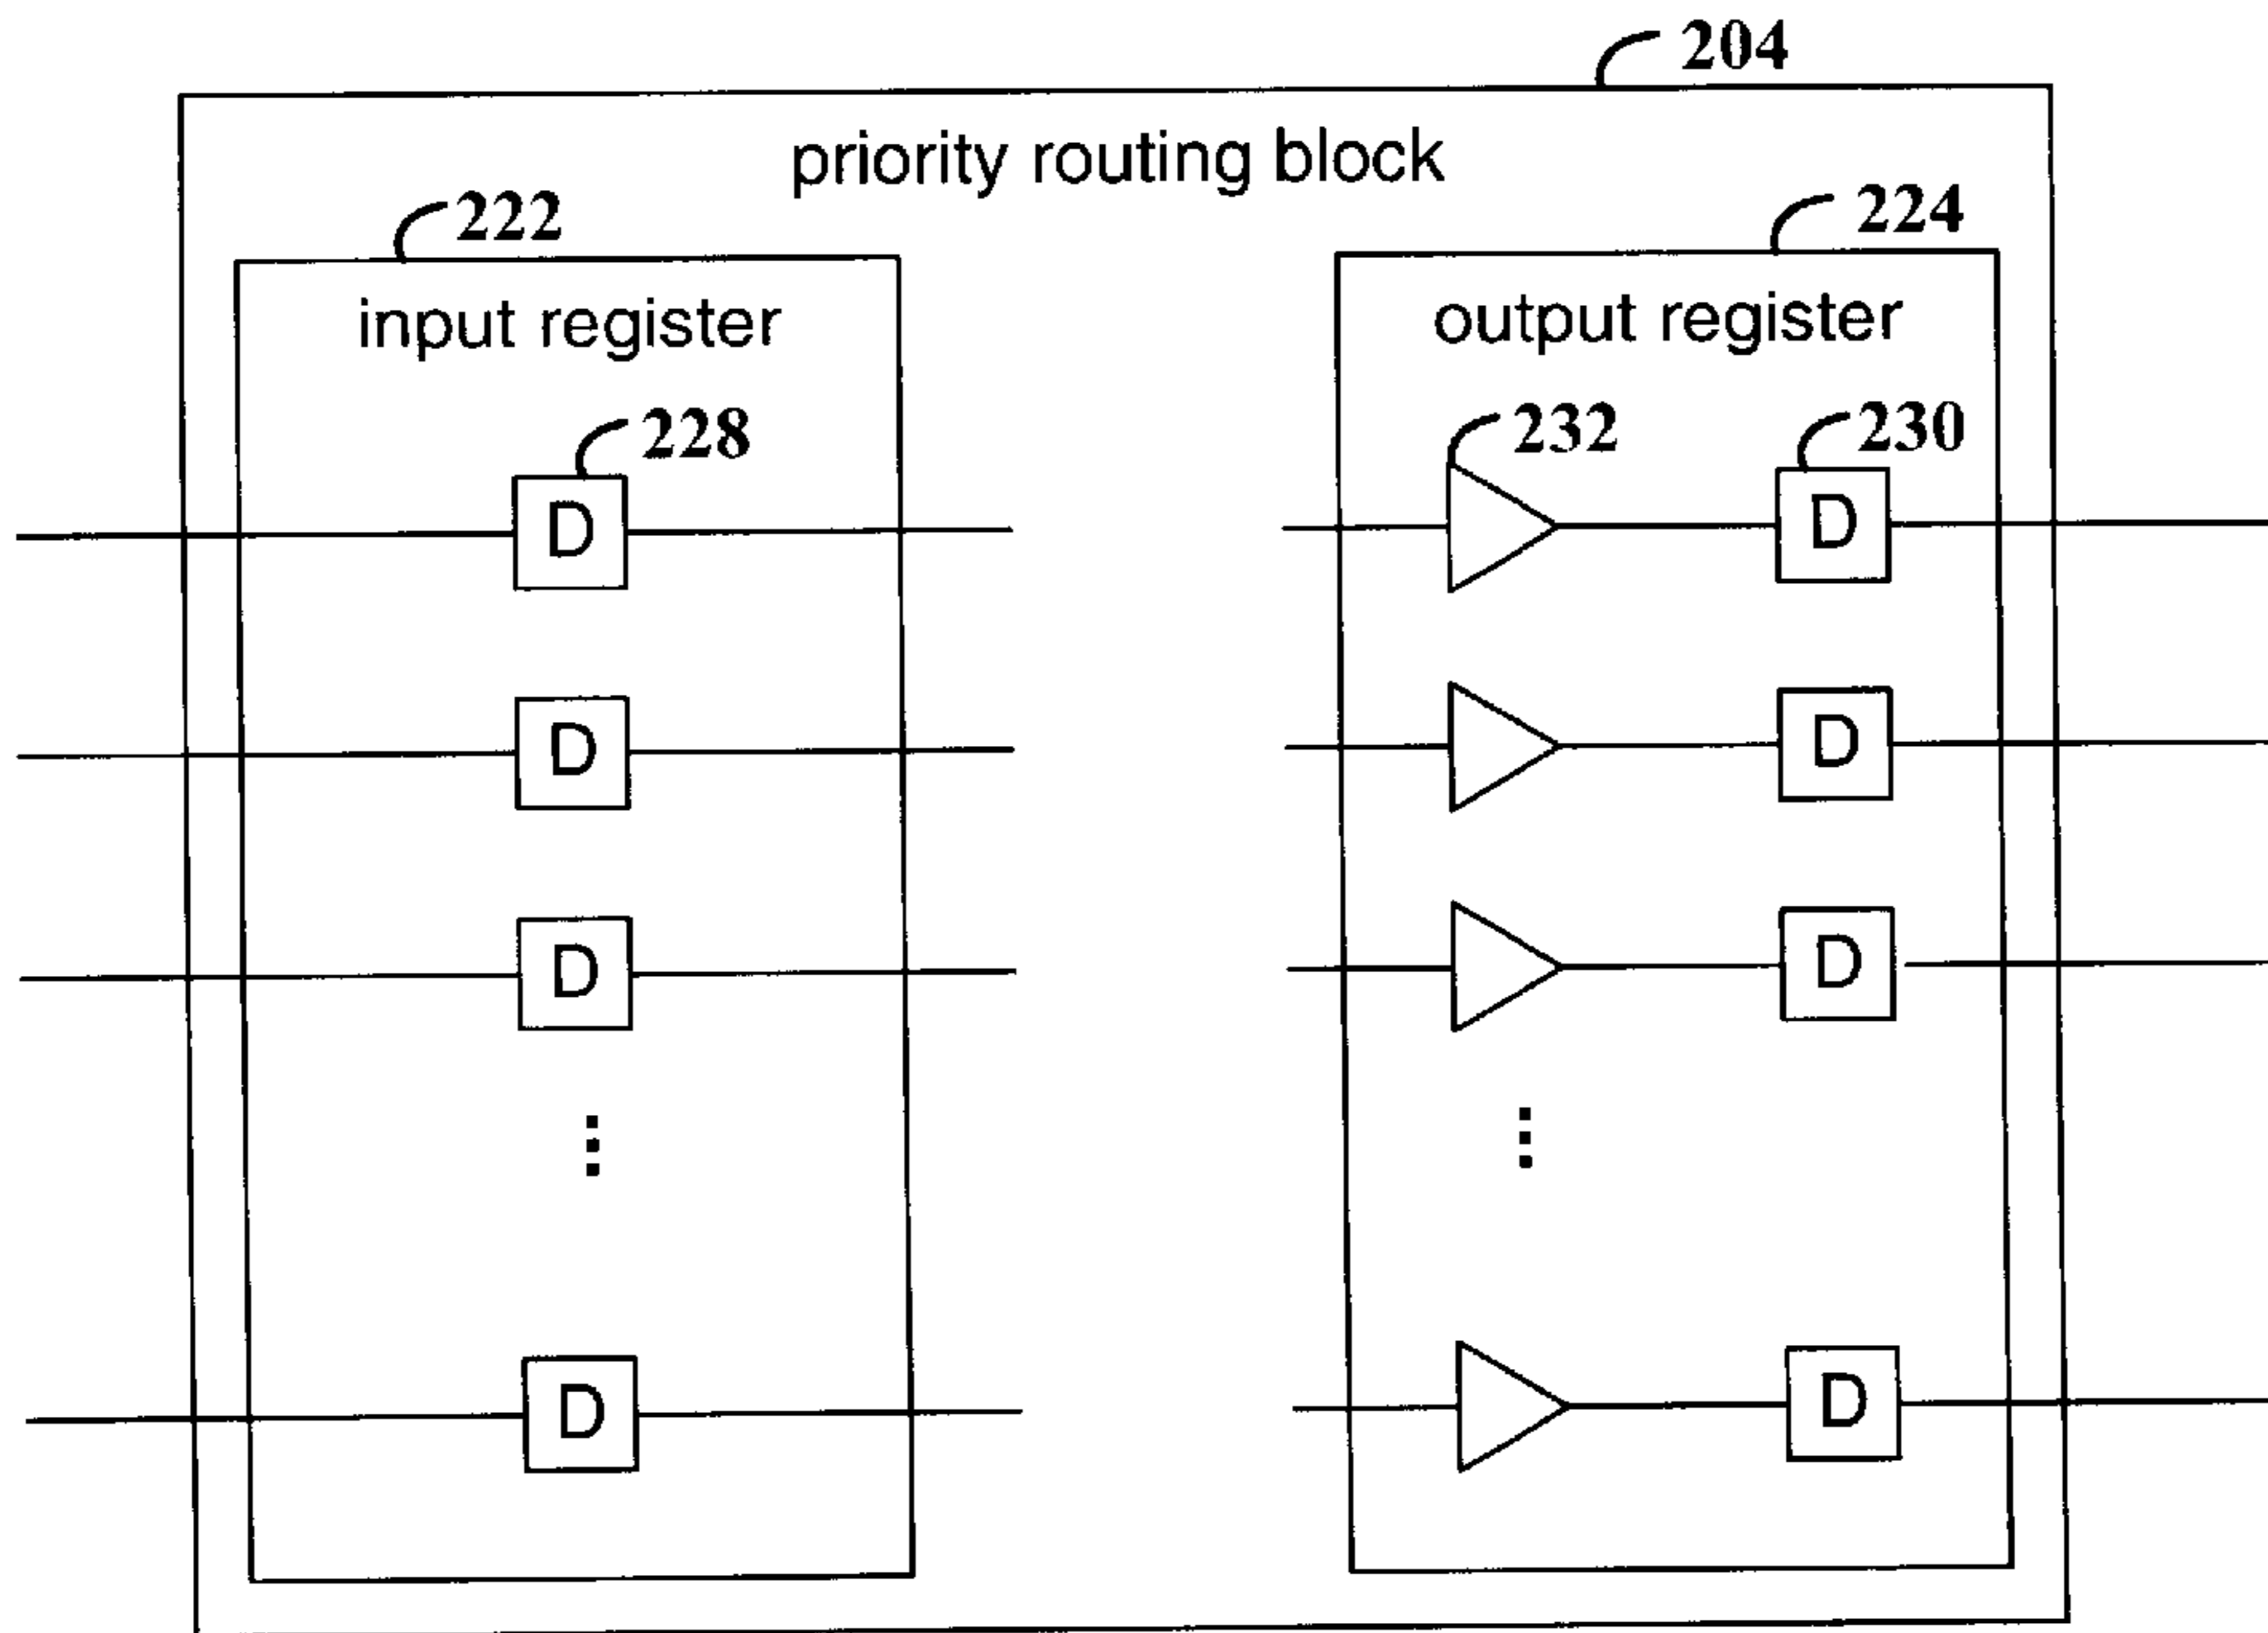 204
priority routing block
222
224
input register
output register
228
232
230
D
D
D
D
D
D
D
D